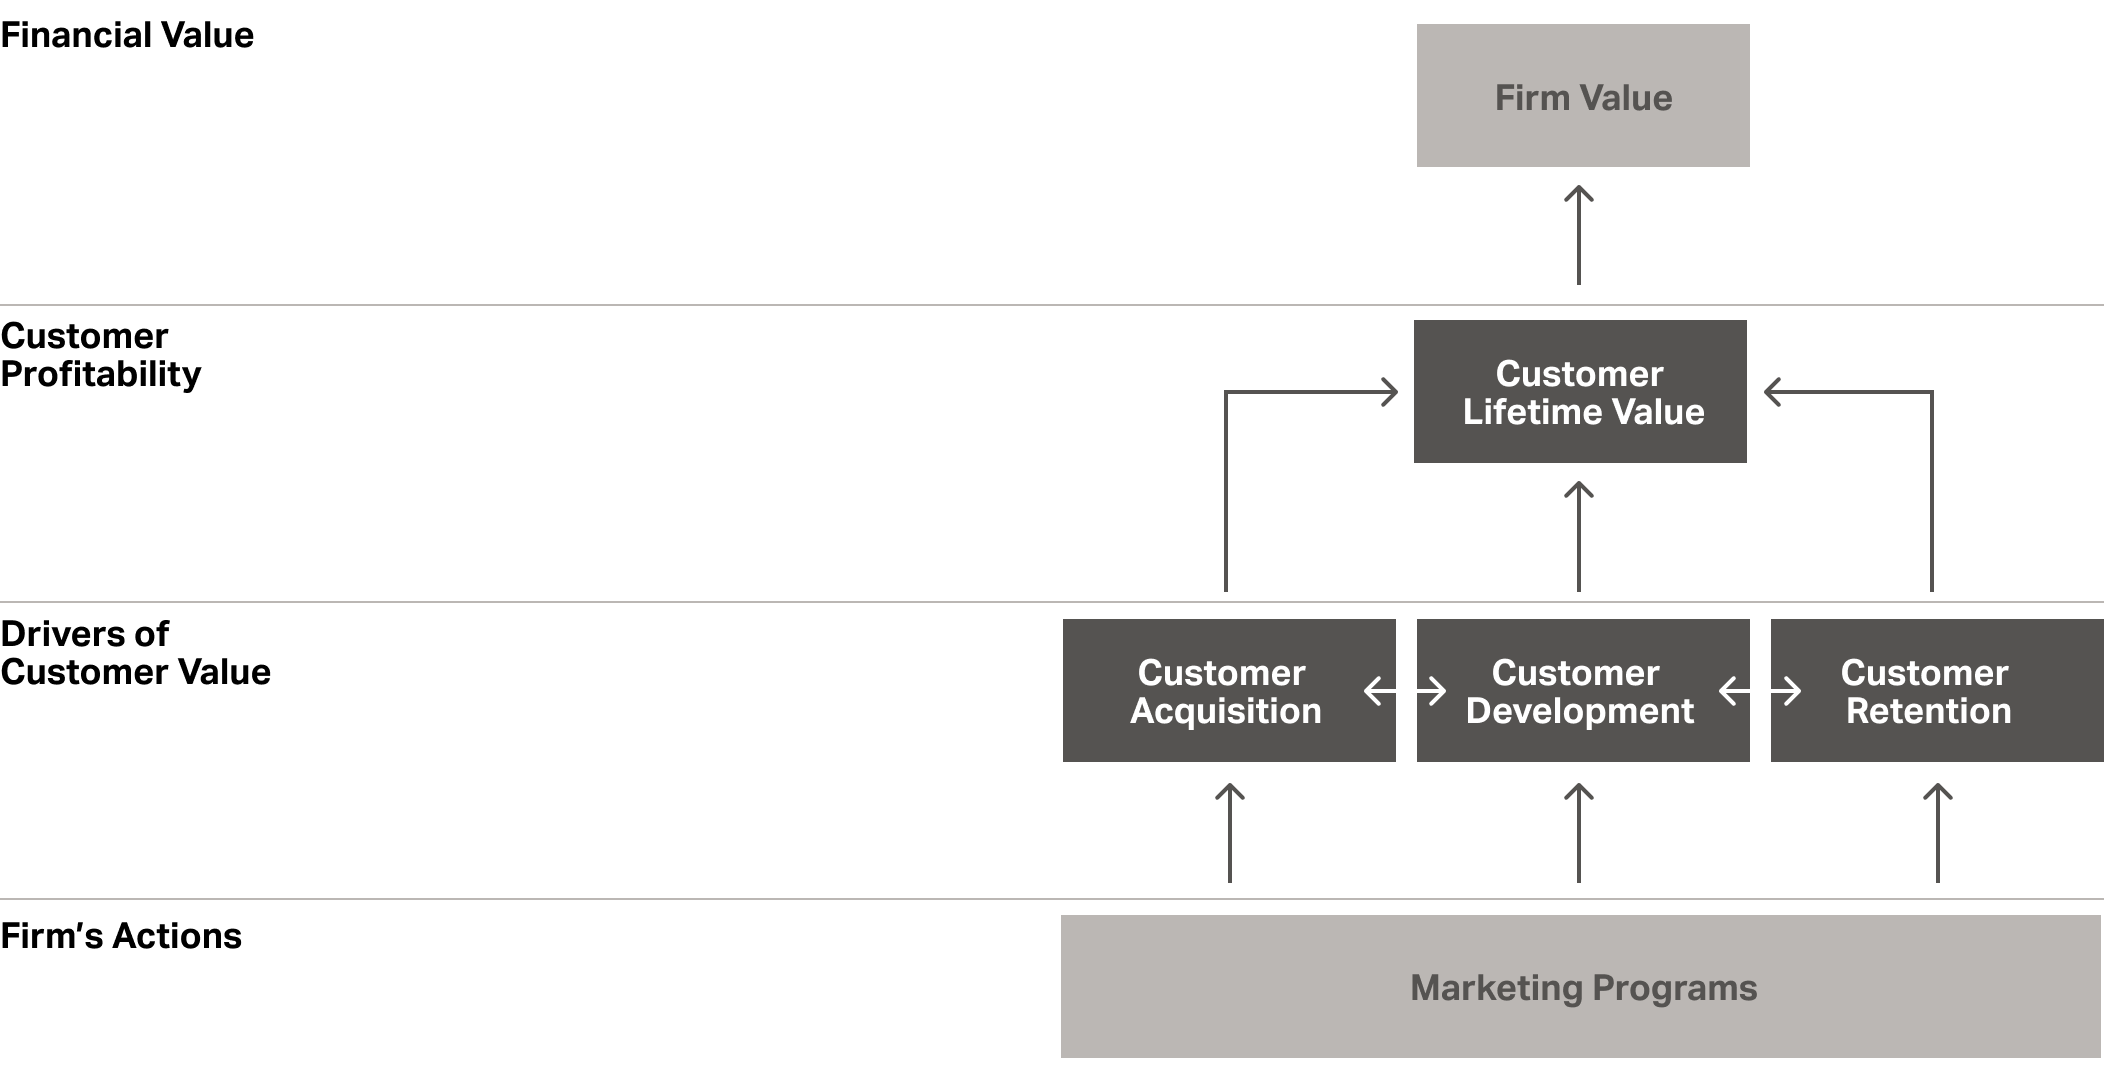 Financial Value
Firm Value
Customer
Profitability
Customer
Lifetime Value
Drivers of
Customer Value
Customer
Acquisition
Customer
Development
Customer
Retention
Firm’s Actions
Marketing Programs